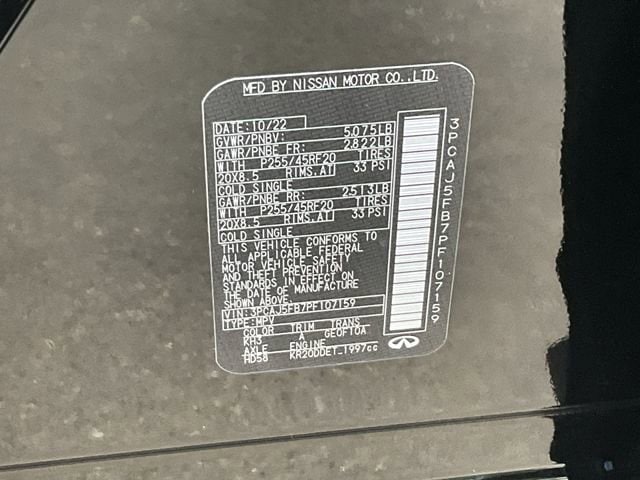 MFD BY NISSAN MOTOR CO.,LTD.
DATE: 10/22
GVWR/PNBV: 5075LB
GAWR/PNBE FR: 2822LB
WITH P255/45RF20 TIRES
20X8.5 RIMS.AT 33 PSI
COLD SINGLE
GAWR/PNBE RR: 2513LB
WITH P255/45RF20 TIRES
20X8.5 RIMS.AT 33 PSI
COLD SINGLE
THIS VEHICLE CONFORMS TO
ALL APPLICABLE FEDERAL
MOTOR VEHICLE SAFETY
AND THEFT PREVENTION
STANDARDS IN EFFECT ON
THE DATE OF MANUFACTURE
SHOWN ABOVE.
VIN: 3PCAJ5FB7PF107159
TYPE: MPV
COLOR TRIM TRANS
KH3 A GE0F10A
AXLE ENGINE
HD58 KR20DDET 1997cc
3PCAJ5FB7PF107159